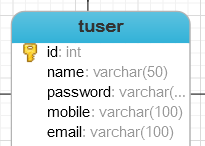 tuser
id: int
name: varchar(50)
password: varchar(...
mobile: varchar(100)
email: varchar(100)